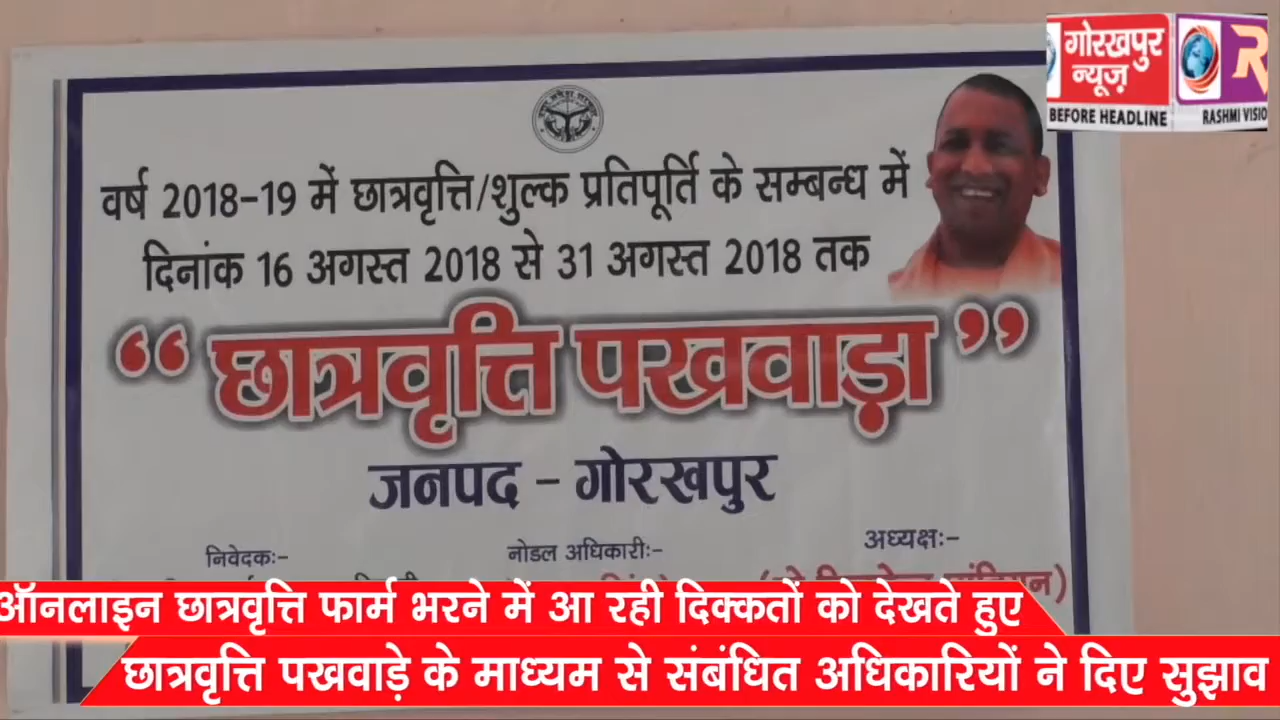 गोरखपुर
न्यूज़
BEFORE HEADLINE
R
RASHMI VISIO
वर्ष 2018-19 में छात्रवृत्ति/शुल्क प्रतिपूर्ति के सम्बन्ध में
दिनांक 16 अगस्त 2018 से 31 अगस्त 2018 तक
“छात्रवृत्ति पखवाड़ा”
जनपद - गोरखपुर
निवेदकः-
नोडल अधिकारीः-
अध्यक्षः-
ऑनलाइन छात्रवृत्ति फार्म भरने में आ रही दिक्कतों को देखते हुए
छात्रवृत्ति पखवाड़े के माध्यम से संबंधित अधिकारियों ने दिए सुझाव